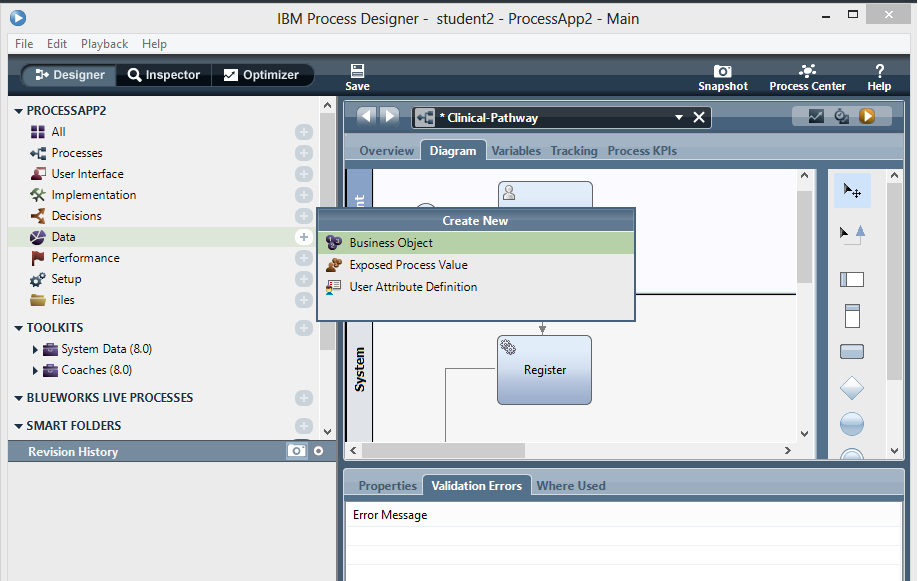 IBM Process Designer - student2 - ProcessApp2 - Main
File Edit Playback Help
Designer Inspector Optimizer Save Snapshot Process Center Help
PROCESSAPP2
All
Processes
User Interface
Implementation
Decisions
Data
Performance
Setup
Files
TOOLKITS
System Data (8.0)
Coaches (8.0)
BLUEWORKS LIVE PROCESSES
SMART FOLDERS
Revision History
* Clinical-Pathway
Overview Diagram Variables Tracking Process KPIs
Create New
Business Object
Exposed Process Value
User Attribute Definition
System
Register
Properties Validation Errors Where Used
Error Message